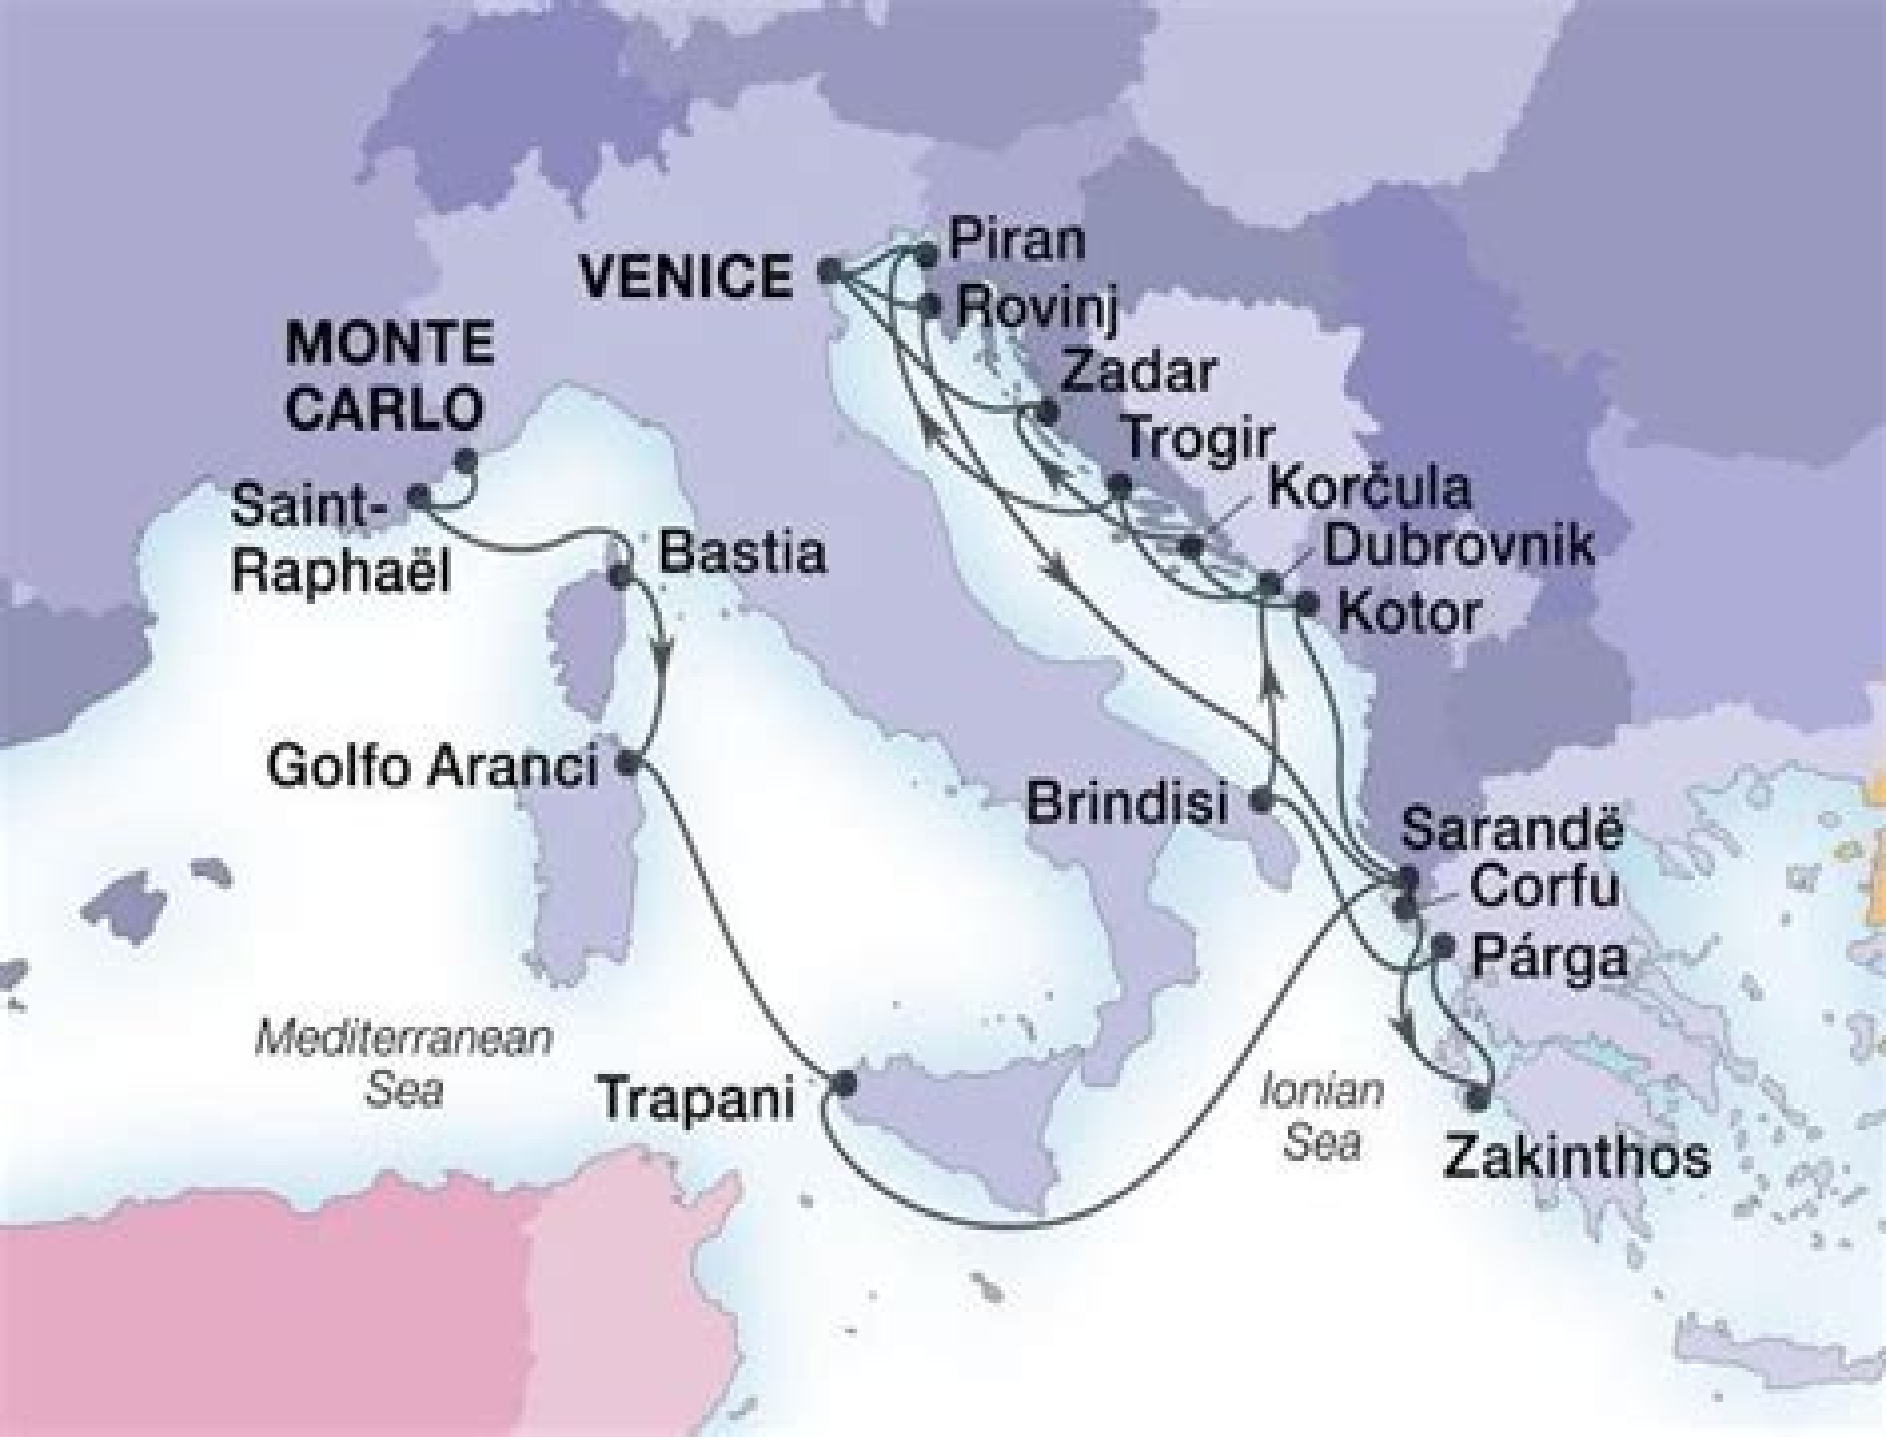 Piran
VENICE
Rovinj
MONTE
CARLO
Zadar
Trogir
Saint-
Raphaël
Korčula
Bastia
Dubrovnik
Kotor
Golfo Aranci
Brindisi
Sarandë
Corfu
Párga
Mediterranean
Sea
Trapani
Ionian
Sea
Zakinthos